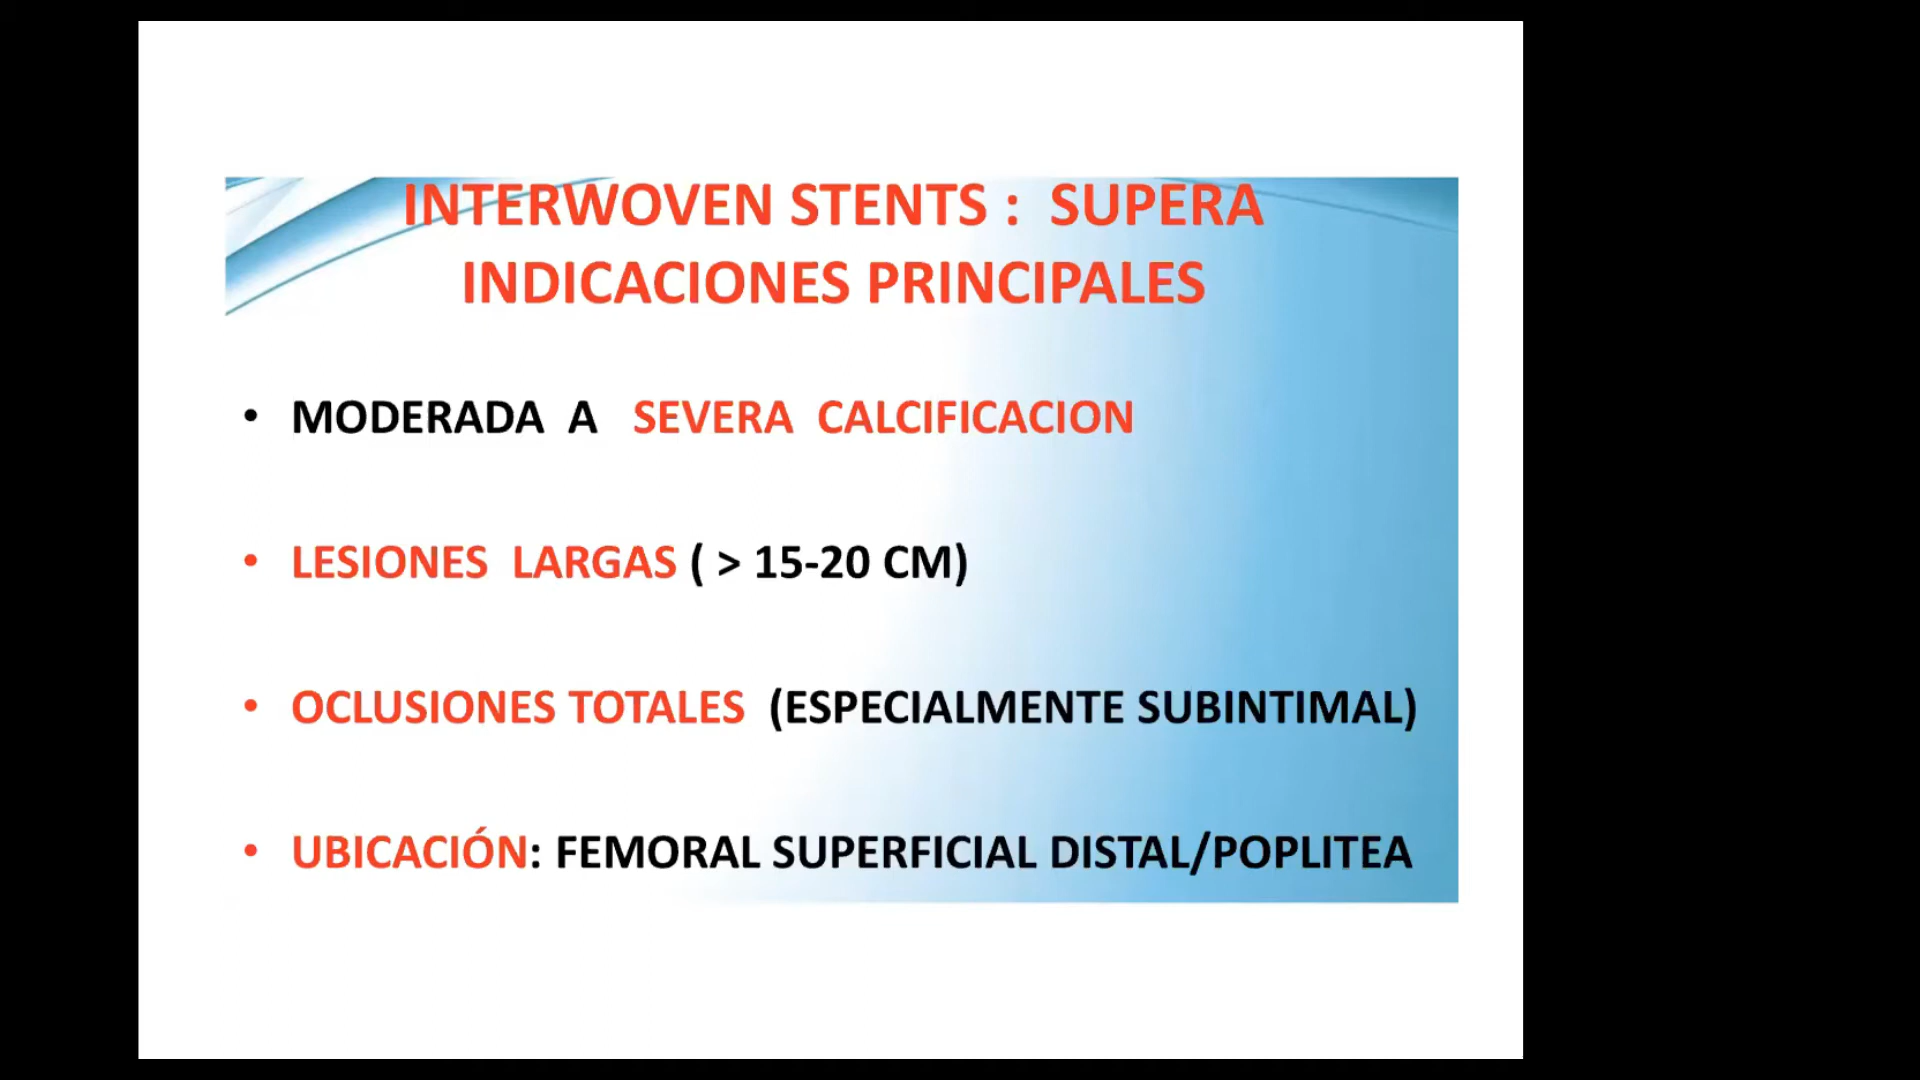 INTERWOVEN STENTS : SUPERA
INDICACIONES PRINCIPALES
• MODERADA A SEVERA CALCIFICACION
• LESIONES LARGAS ( > 15-20 CM)
• OCLUSIONES TOTALES (ESPECIALMENTE SUBINTIMAL)
• UBICACIÓN: FEMORAL SUPERFICIAL DISTAL/POPLITEA